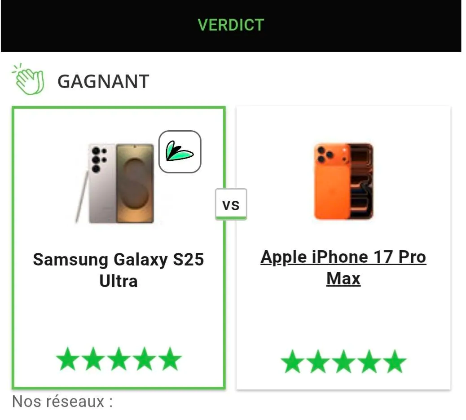 VERDICT
GAGNANT
vs
Samsung Galaxy S25
Ultra
Apple iPhone 17 Pro
Max
Nos réseaux :